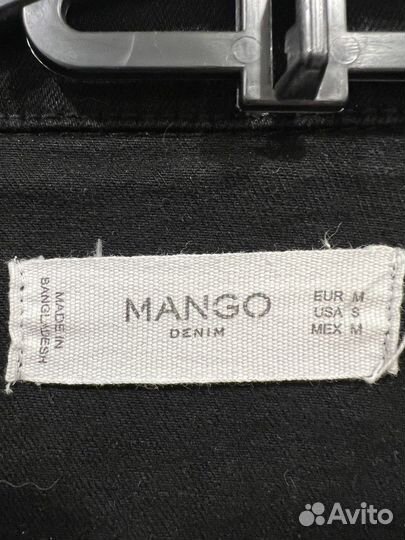 MADE IN
BANGLADESH
MANGO
DENIM
EUR M
USA S
MEX M
Avito